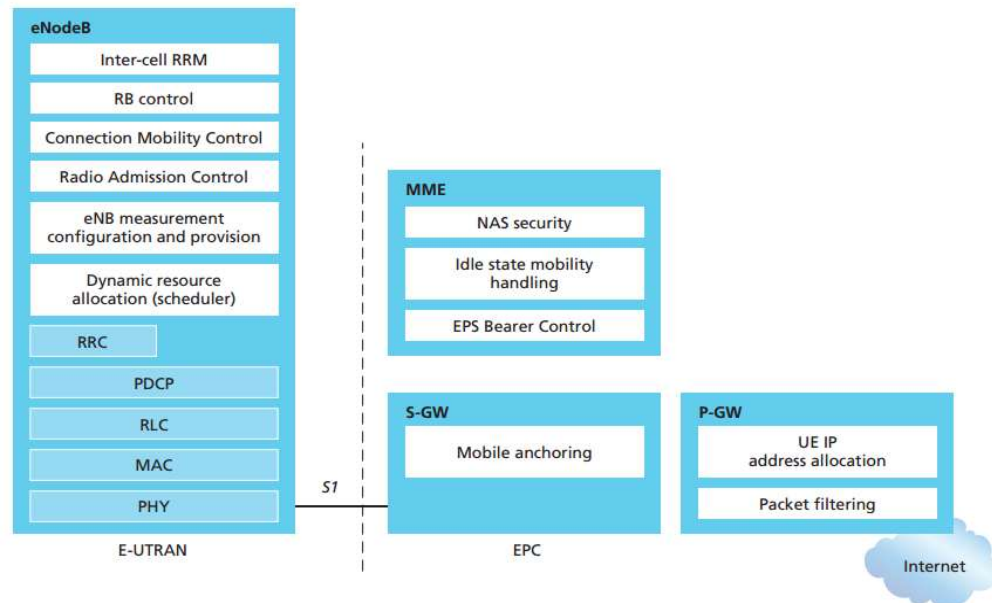 eNodeB
Inter-cell RRM
RB control
Connection Mobility Control
Radio Admission Control
eNB measurement
configuration and provision
Dynamic resource
allocation (scheduler)
RRC
PDCP
RLC
MAC
PHY
E-UTRAN
S1
MME
NAS security
Idle state mobility
handling
EPS Bearer Control
S-GW
Mobile anchoring
EPC
P-GW
UE IP
address allocation
Packet filtering
Internet